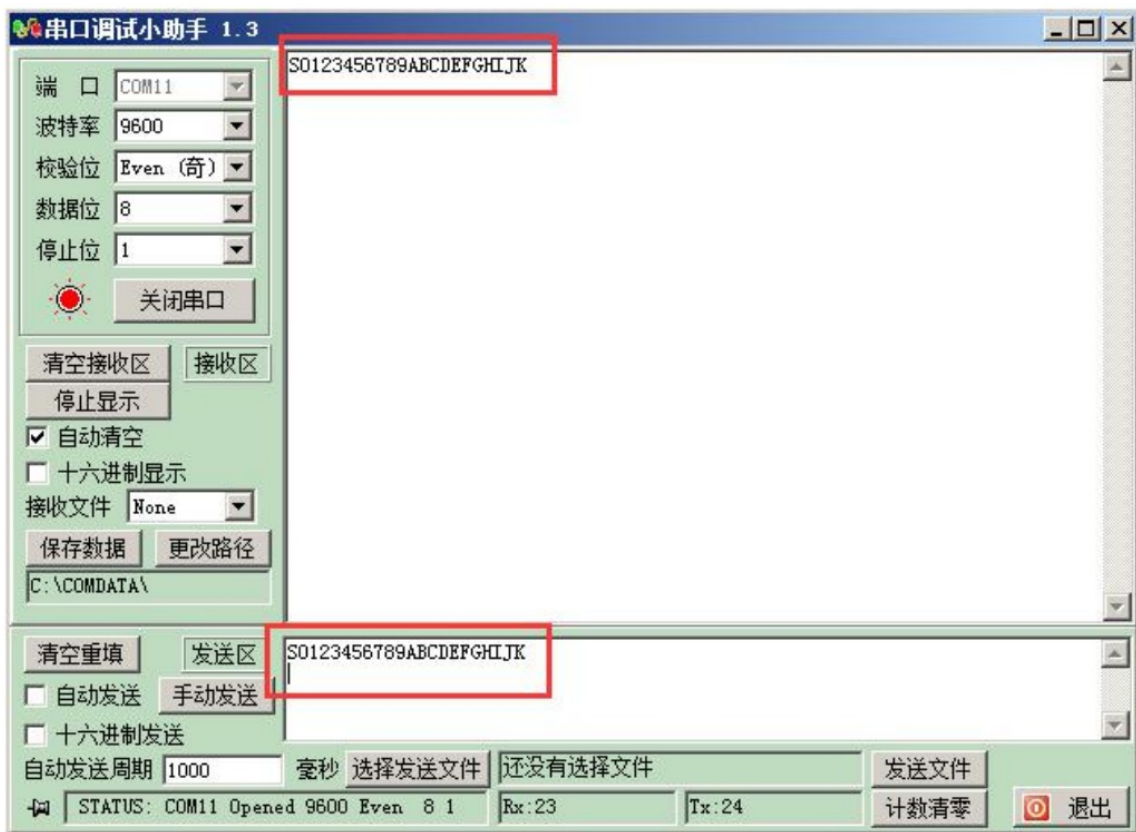 串口调试小助手 1.3
端 口 COM11
波特率 9600
校验位 Even (奇)
数据位 8
停止位 1
关闭串口
清空接收区 接收区
停止显示
自动清空
十六进制显示
接收文件 None
保存数据 更改路径
C:\COMDATA\
S0123456789ABCDEFGHIJK
清空重填 发送区
自动发送 手动发送
十六进制发送
S0123456789ABCDEFGHIJK
自动发送周期 1000 毫秒 选择发送文件 还没有选择文件 发送文件
STATUS: COM11 Opened 9600 Even 8 1 Rx:23 Tx:24 计数清零 退出